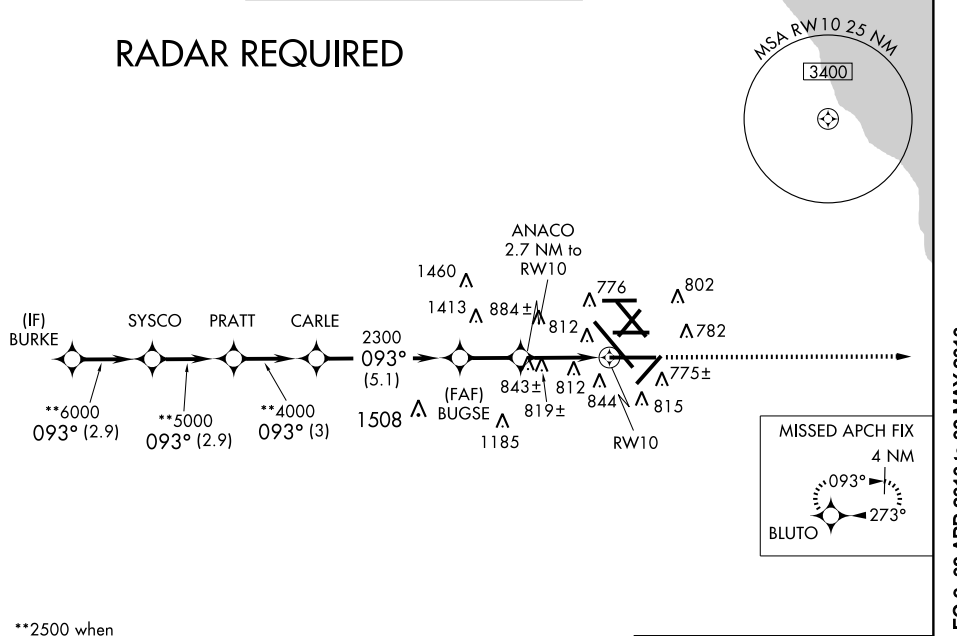 RADAR REQUIRED
MSA RW10 25 NM
3400
ANACO
2.7 NM to
RW10
1460
1413
884±
812
776
802
782
(IF)
BURKE
SYSCO
PRATT
CARLE
2300
093°
(5.1)
**6000
093° (2.9)
**5000
093° (2.9)
**4000
093° (3)
1508
(FAF)
BUGSE
1185
843±
819±
812
844
815
775±
RW10
MISSED APCH FIX
4 NM
093°
273°
BLUTO
**2500 when